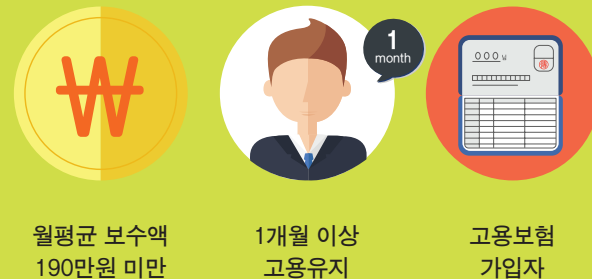 ₩
1
month
000₩
월평균 보수액
190만원 미만
1개월 이상
고용유지
고용보험
가입자